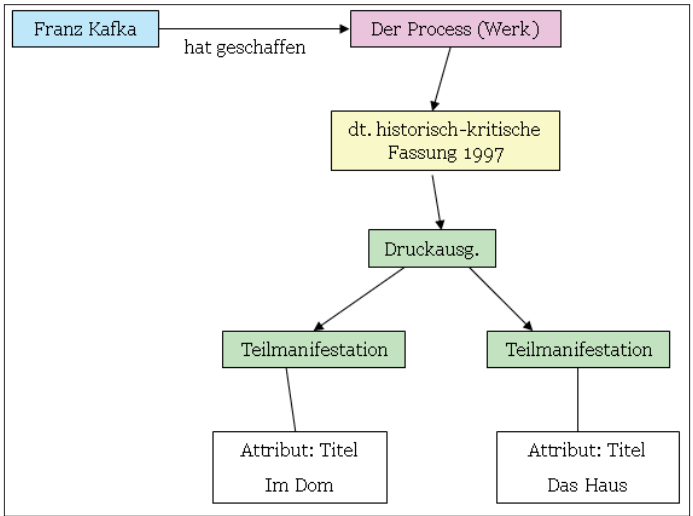 Franz Kafka
hat geschaffen
Der Process (Werk)
dt. historisch-kritische
Fassung 1997
Druckausg.
Teilmanifestation
Teilmanifestation
Attribut: Titel
Im Dom
Attribut: Titel
Das Haus